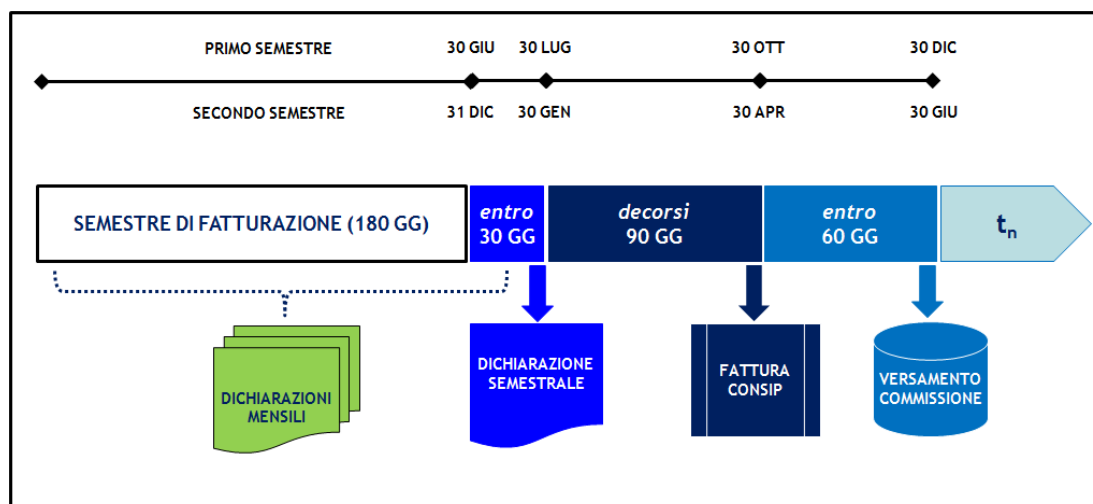 PRIMO SEMESTRE 30 GIU 30 LUG 30 OTT 30 DIC
SECONDO SEMESTRE 31 DIC 30 GEN 30 APR 30 GIU
SEMESTRE DI FATTURAZIONE (180 GG)
entro
30 GG
decorsi
90 GG
entro
60 GG
tn
DICHIARAZIONI
MENSILI
DICHIARAZIONE
SEMESTRALE
FATTURA
CONSIP
VERSAMENTO
COMMISSIONE